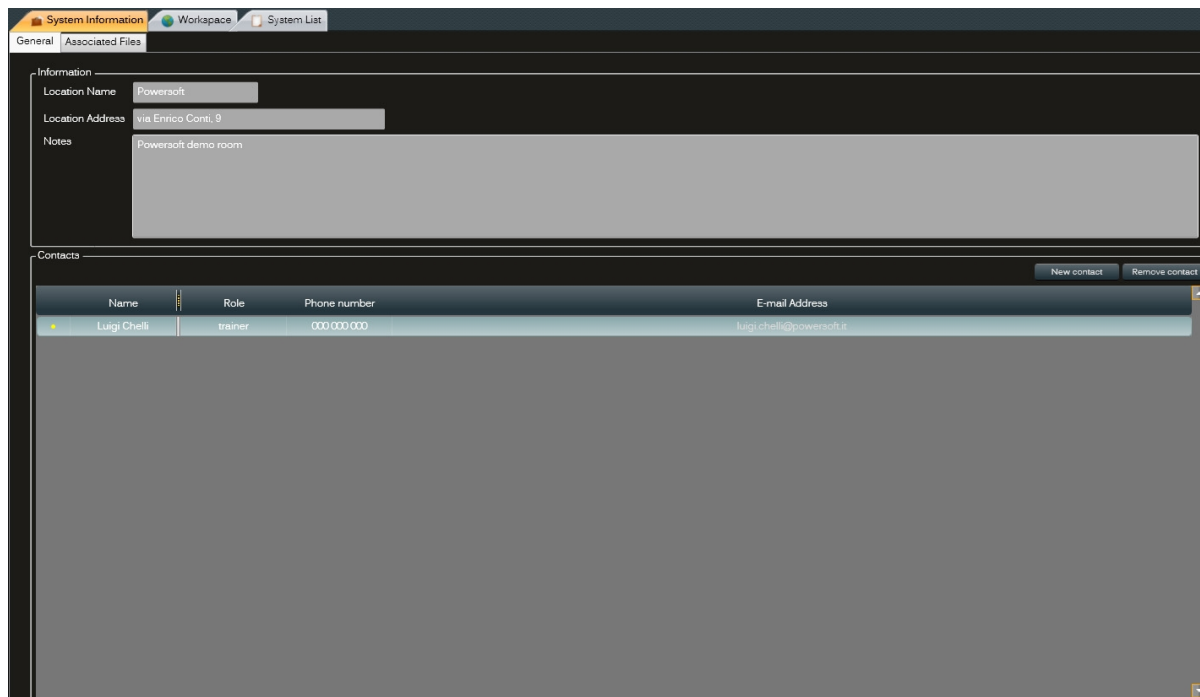 System Information Workspace System List
General Associated Files
Information
Location Name Powersoft
Location Address via Enrico Conti, 9
Notes Powersoft demo room
Contacts
New contact Remove contact
Name Role Phone number E-mail Address
Luigi Chelli trainer 000 000 000 luigi.chelli@powersoft.it